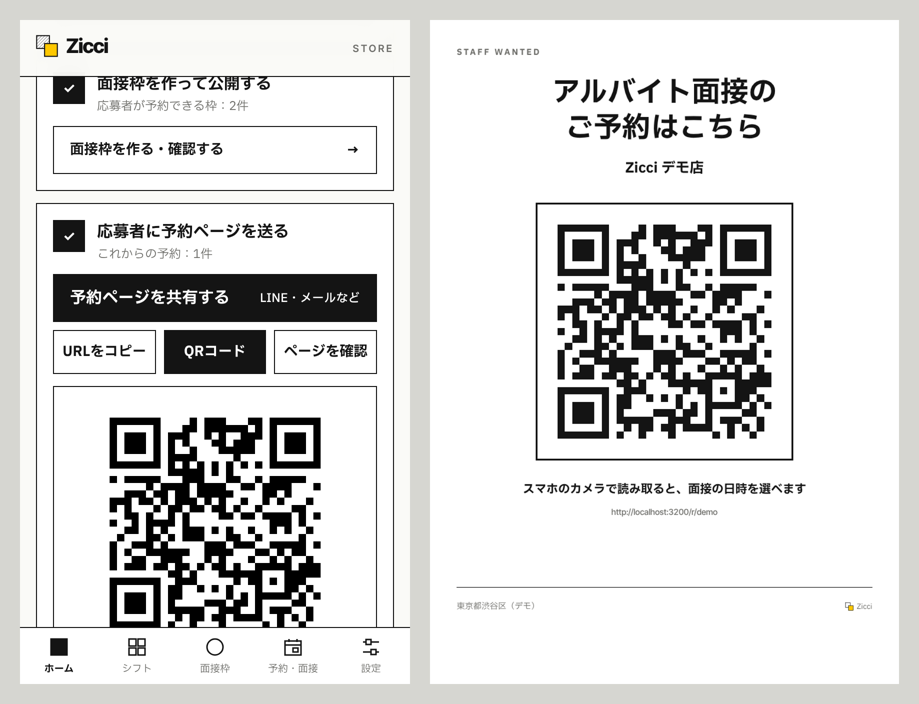 Zicci
STORE
面接枠を作って公開する
応募者が予約できる枠：2件
面接枠を作る・確認する →
応募者に予約ページを送る
これからの予約：1件
予約ページを共有する LINE・メールなど
URLをコピー
QRコード
ページを確認
ホーム
シフト
面接枠
予約・面接
設定
STAFF WANTED
アルバイト面接の
ご予約はこちら
Zicci デモ店
スマホのカメラで読み取ると、面接の日時を選べます
http://localhost:3200/r/demo
東京都渋谷区（デモ）
Zicci